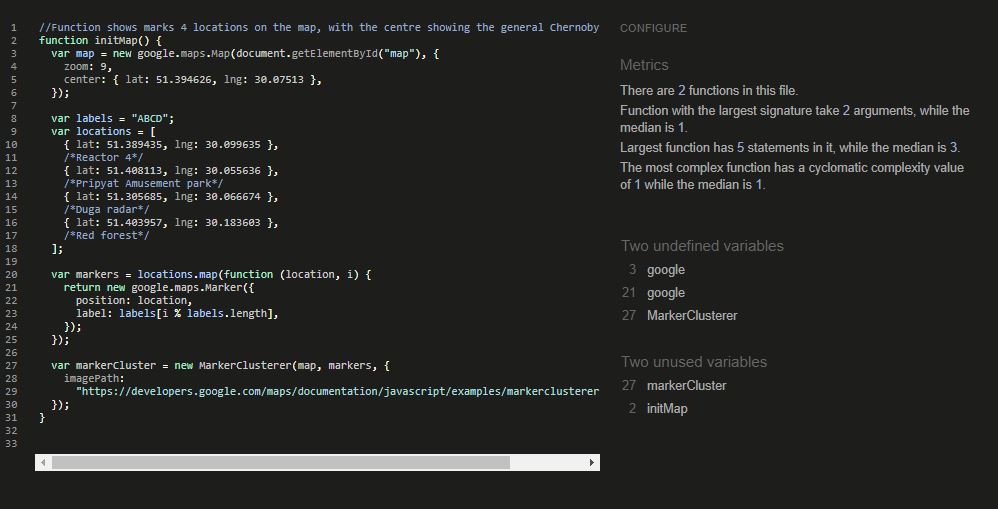 1 //Function shows marks 4 locations on the map, with the centre showing the general Chernoby
2 function initMap() {
3 var map = new google.maps.Map(document.getElementById("map"), {
4 zoom: 9,
5 center: { lat: 51.394626, lng: 30.07513 },
6 });
7
8 var labels = "ABCD";
9 var locations = [
10 { lat: 51.389435, lng: 30.099635 },
11 /*Reactor 4*/
12 { lat: 51.408113, lng: 30.055636 },
13 /*Pripyat Amusement park*/
14 { lat: 51.305685, lng: 30.066674 },
15 /*Duga radar*/
16 { lat: 51.403957, lng: 30.183603 },
17 /*Red forest*/
18 ];
19
20 var markers = locations.map(function (location, i) {
21 return new google.maps.Marker({
22 position: location,
23 label: labels[i % labels.length],
24 });
25 });
26
27 var markerCluster = new MarkerClusterer(map, markers, {
28 imagePath:
29 "https://developers.google.com/maps/documentation/javascript/examples/markerclusterer
30 });
31 }
32
33
CONFIGURE
Metrics
There are 2 functions in this file.
Function with the largest signature take 2 arguments, while the
median is 1.
Largest function has 5 statements in it, while the median is 3.
The most complex function has a cyclomatic complexity value
of 1 while the median is 1.
Two undefined variables
3 google
21 google
27 MarkerClusterer
Two unused variables
27 markerCluster
2 initMap